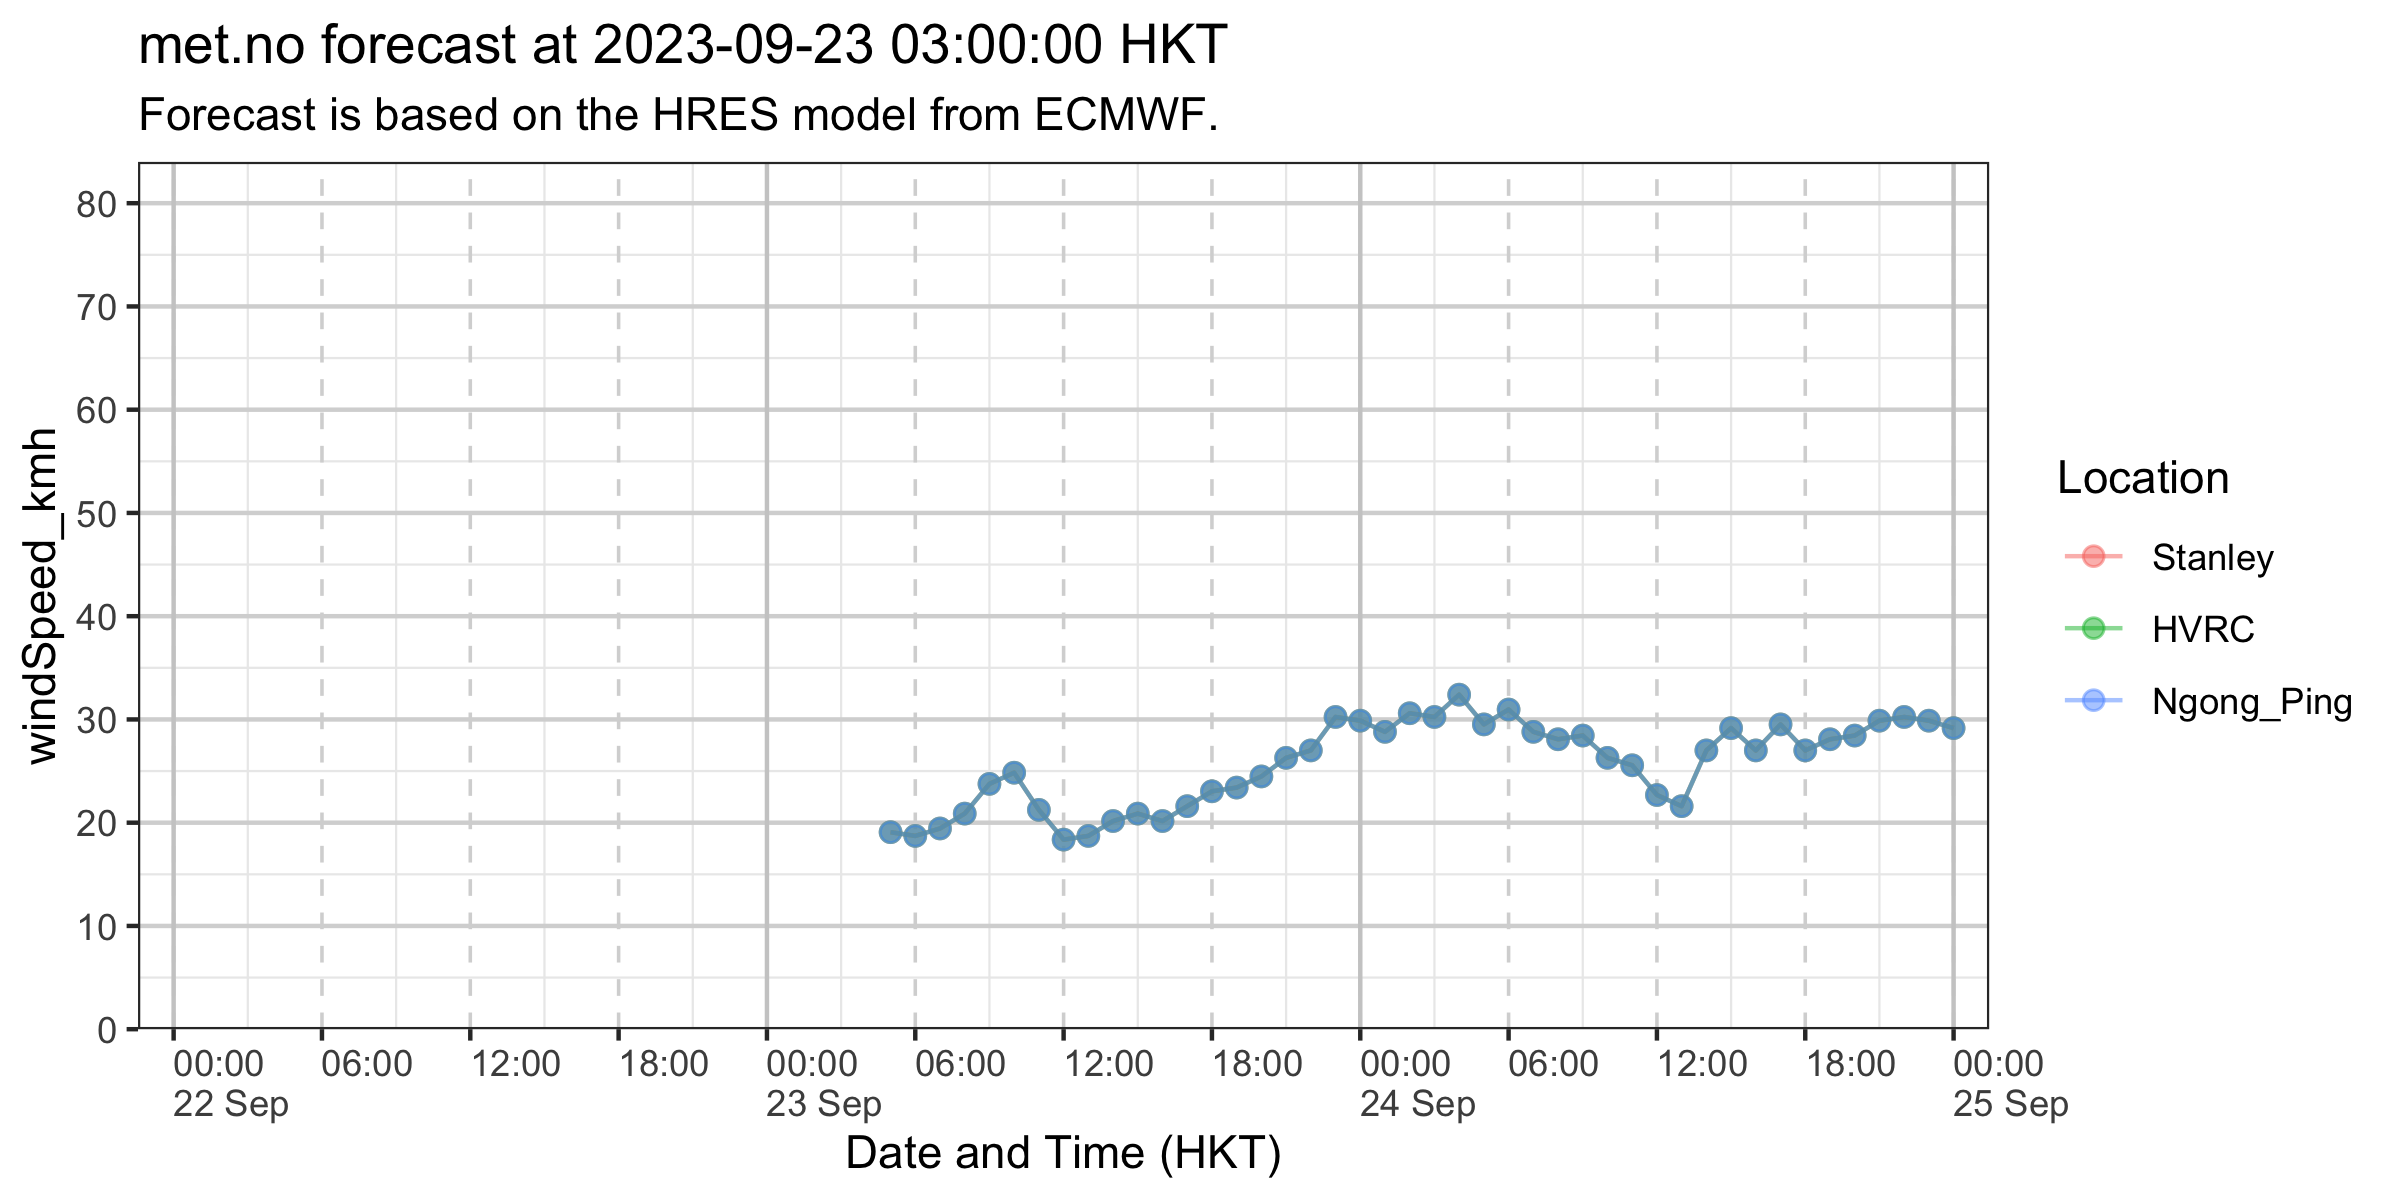 met.no forecast at 2023-09-23 03:00:00 HKT
Forecast is based on the HRES model from ECMWF.
windSpeed_kmh
80
70
60
50
40
30
20
10
0
00:00 06:00 12:00 18:00 00:00 06:00 12:00 18:00 00:00 06:00 12:00 18:00 00:00
22 Sep 23 Sep 24 Sep 25 Sep
Date and Time (HKT)
Location
Stanley
HVRC
Ngong_Ping